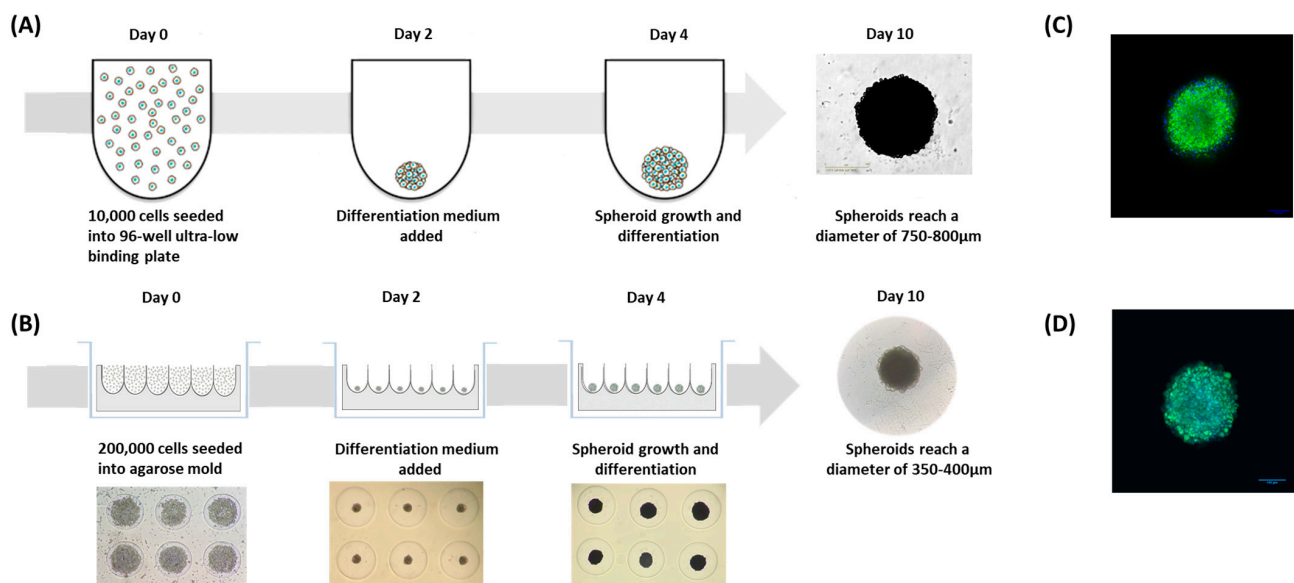 (A)
Day 0
Day 2
Day 4
Day 10
(C)
10,000 cells seeded
into 96-well ultra-low
binding plate
Differentiation medium
added
Spheroid growth and
differentiation
Spheroids reach a
diameter of 750-800µm
Day 0
Day 2
Day 4
Day 10
(B)
(D)
200,000 cells seeded
into agarose mold
Differentiation medium
added
Spheroid growth and
differentiation
Spheroids reach a
diameter of 350-400µm